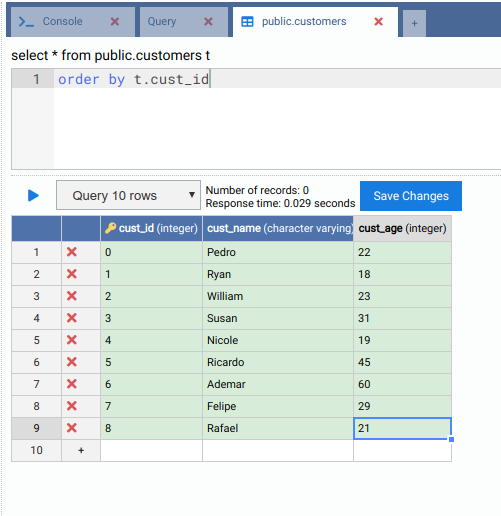 Console
Query
public.customers
+
select * from public.customers t
1 order by t.cust_id
Query 10 rows
Number of records: 0
Response time: 0.029 seconds
Save Changes
cust_id (integer) cust_name (character varying) cust_age (integer)
1 0 Pedro 22
2 1 Ryan 18
3 2 William 23
4 3 Susan 31
5 4 Nicole 19
6 5 Ricardo 45
7 6 Ademar 60
8 7 Felipe 29
9 8 Rafael 21
10 +